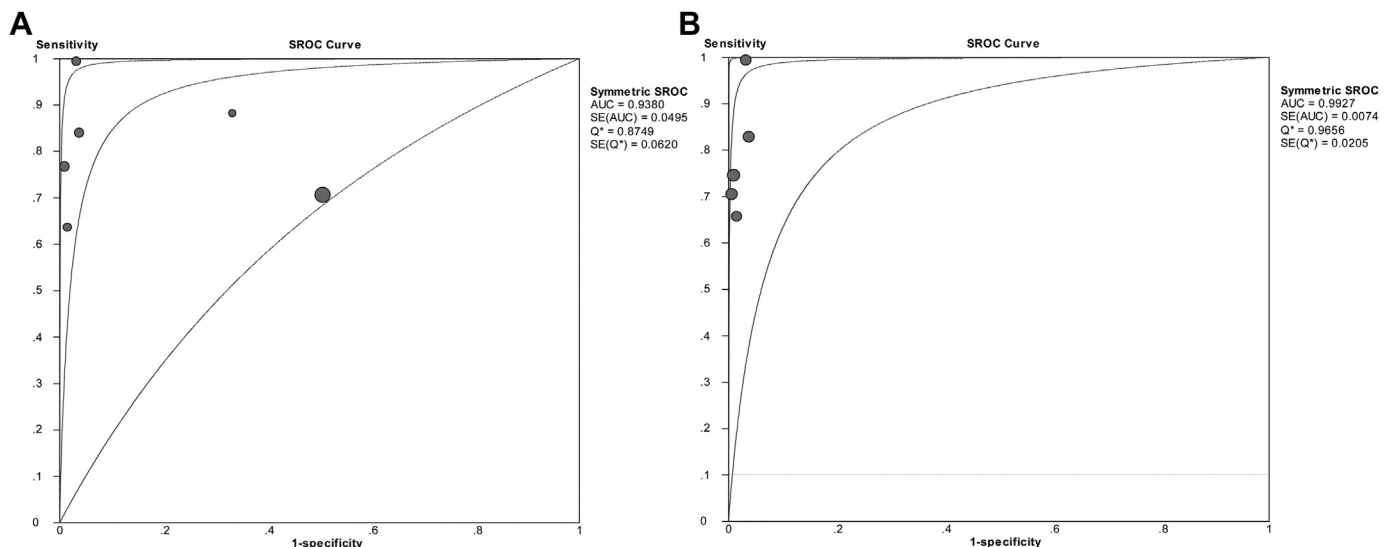 A
Sensitivity
SROC Curve
1
.9
.8
.7
.6
.5
.4
.3
.2
.1
0
0
.2
.4
.6
.8
1
1-specificity
Symmetric SROC
AUC = 0.9380
SE(AUC) = 0.0495
Q* = 0.8749
SE(Q*) = 0.0620
B
Sensitivity
SROC Curve
1
.9
.8
.7
.6
.5
.4
.3
.2
.1
0
0
.2
.4
.6
.8
1
1-specificity
Symmetric SROC
AUC = 0.9927
SE(AUC) = 0.0074
Q* = 0.9656
SE(Q*) = 0.0205